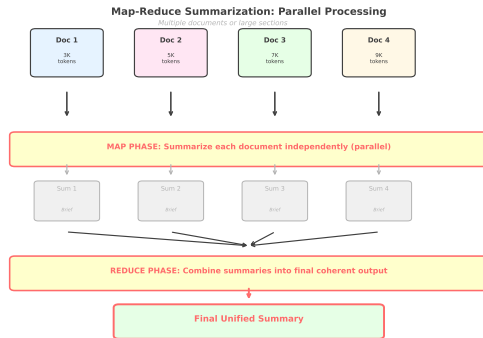 Map-Reduce Summarization: Parallel Processing
Multiple documents or large sections
Doc 1
3K
tokens
Doc 2
5K
tokens
Doc 3
7K
tokens
Doc 4
9K
tokens
MAP PHASE: Summarize each document independently (parallel)
Sum 1
Sum 2
Sum 3
Sum 4
REDUCE PHASE: Combine summaries into final coherent output
Final Unified Summary